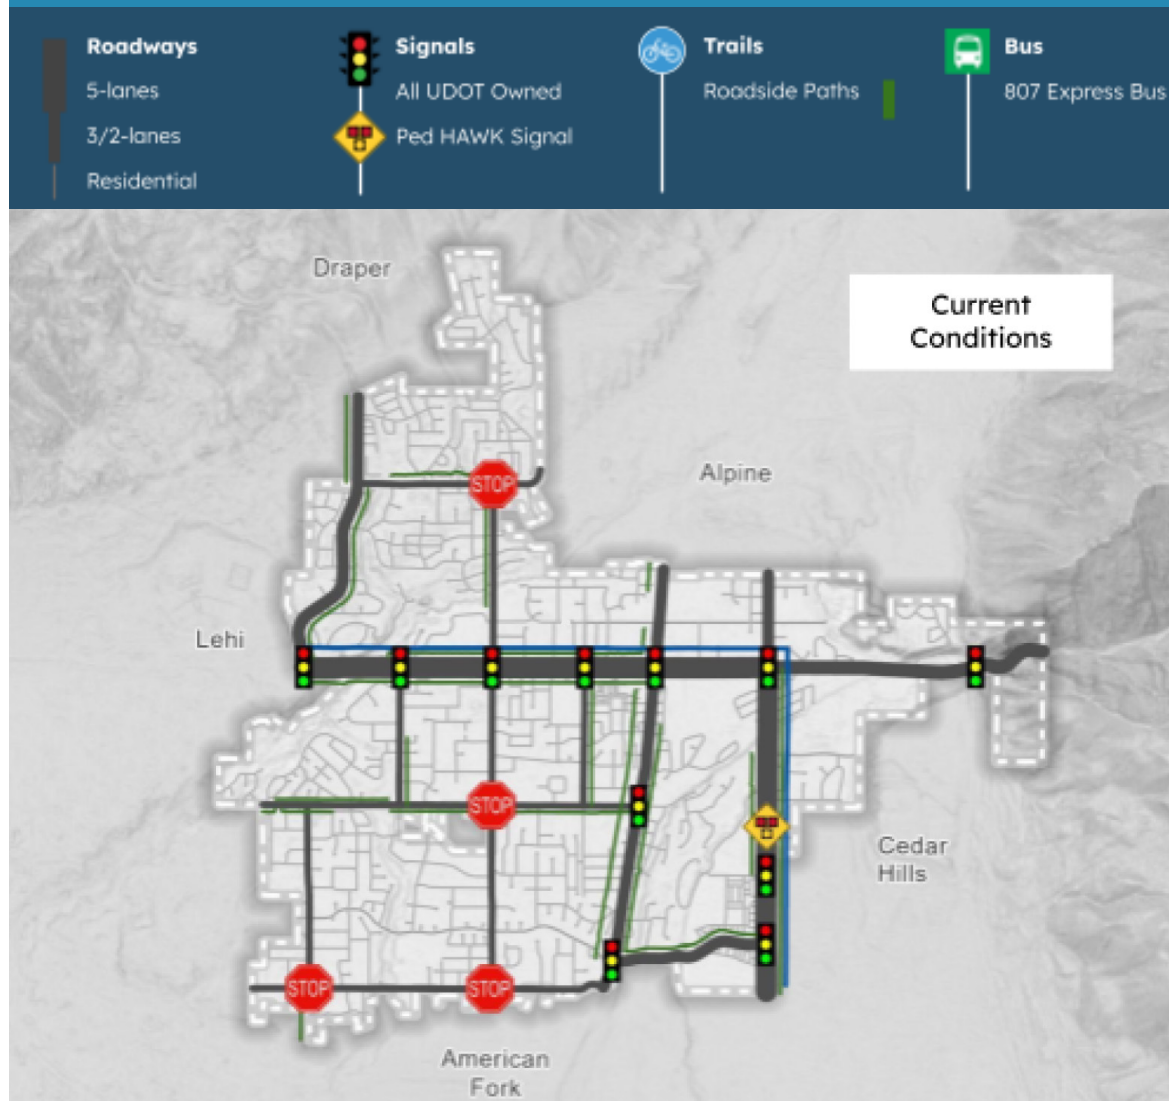 Roadways
5-lanes
3/2-lanes
Residential
Signals
All UDOT Owned
Ped HAWK Signal
Trails
Roadside Paths
Bus
807 Express Bus
Draper
Current
Conditions
Alpine
STOP
Lehi
STOP
Cedar
Hills
STOP
STOP
American
Fork